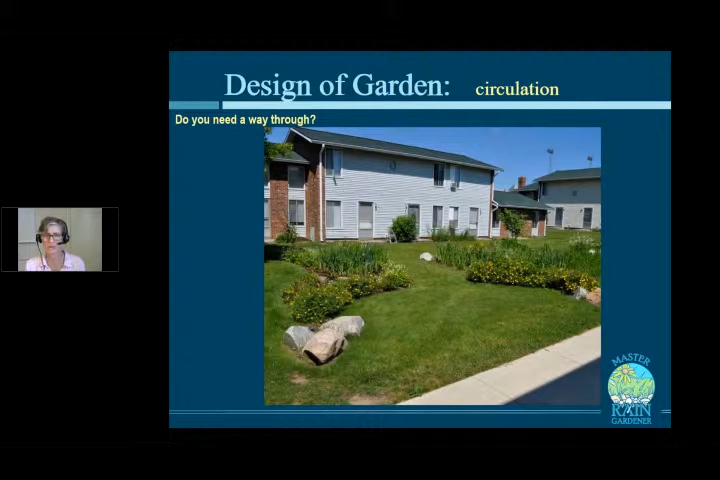 Design of Garden: circulation
Do you need a way through?
MASTER
RAIN
GARDENER